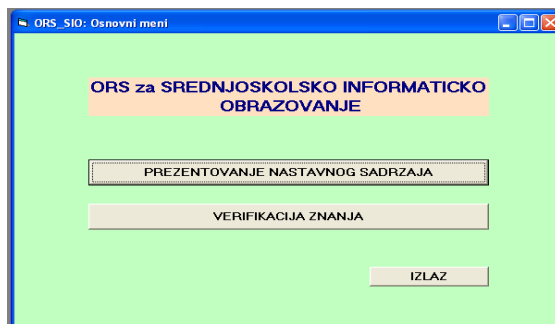 ORS_SIO: Osnovni meni
ORS za SREDNJOSKOLSKO INFORMATICKO
OBRAZOVANJE
PREZENTOVANJE NASTAVNOG SADRZAJA
VERIFIKACIJA ZNANJA
IZLAZ